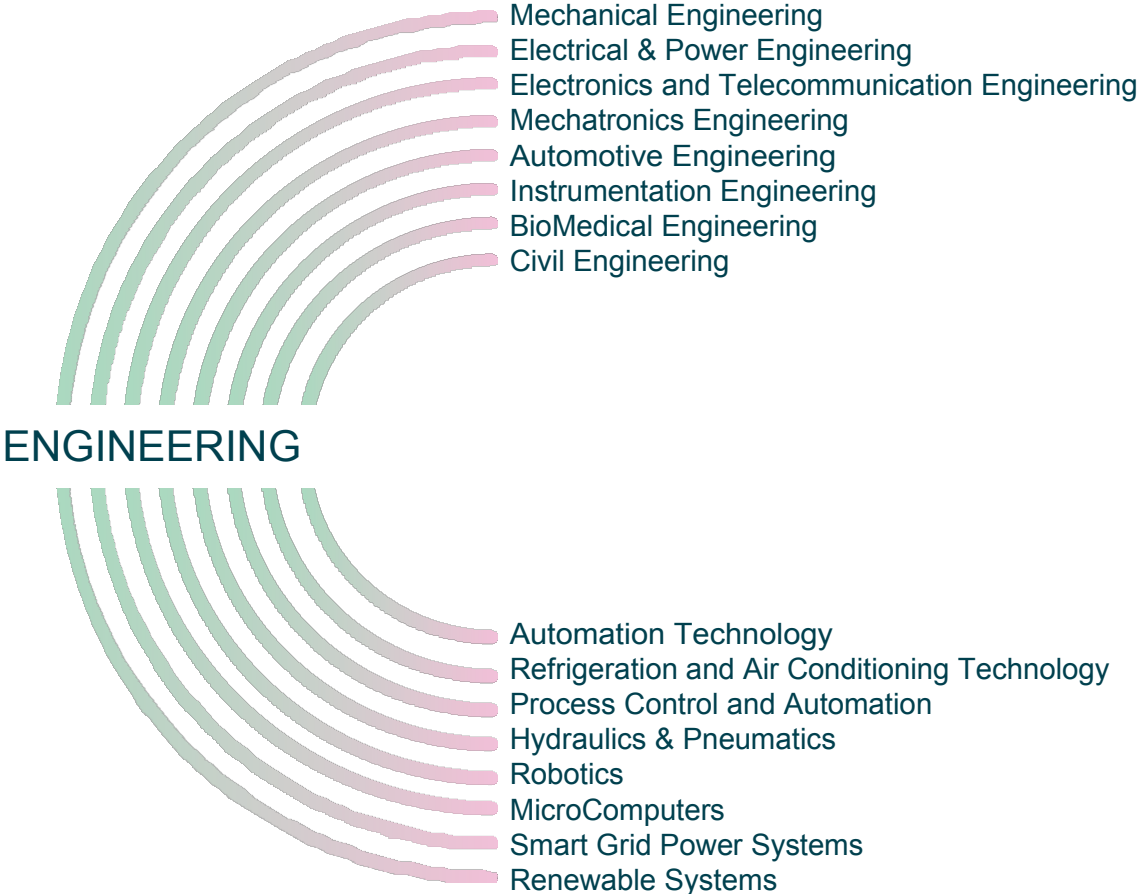 Mechanical Engineering
Electrical & Power Engineering
Electronics and Telecommunication Engineering
Mechatronics Engineering
Automotive Engineering
Instrumentation Engineering
BioMedical Engineering
Civil Engineering
ENGINEERING
Automation Technology
Refrigeration and Air Conditioning Technology
Process Control and Automation
Hydraulics & Pneumatics
Robotics
MicroComputers
Smart Grid Power Systems
Renewable Systems